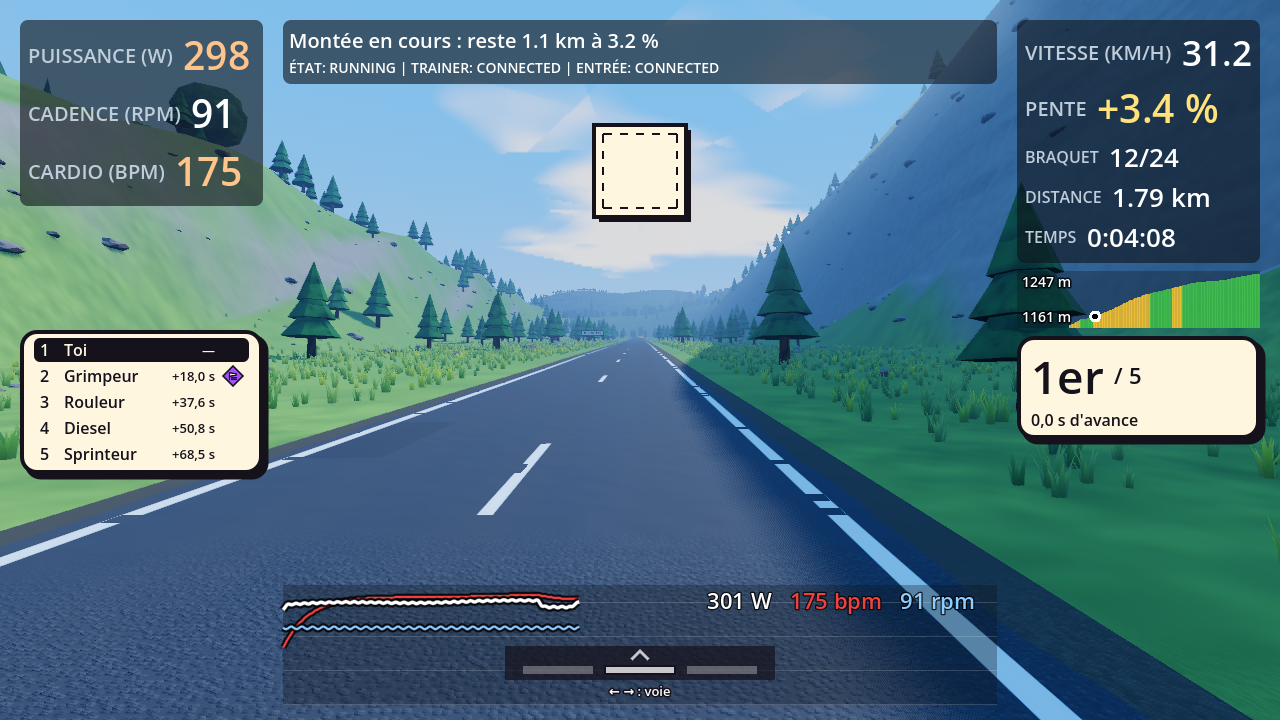 PUISSANCE (W) 298
CADENCE (RPM) 91
CARDIO (BPM) 175
Montée en cours : reste 1.1 km à 3.2 %
ÉTAT: RUNNING | TRAINER: CONNECTED | ENTRÉE: CONNECTED
VITESSE (KM/H) 31.2
PENTE +3.4 %
BRAQUET 12/24
DISTANCE 1.79 km
TEMPS 0:04:08
1247 m
1161 m
1 Toi —
2 Grimpeur +18,0 s
3 Rouleur +37,6 s
4 Diesel +50,8 s
5 Sprinteur +68,5 s
1er / 5
0,0 s d'avance
301 W 175 bpm 91 rpm
← → : voie